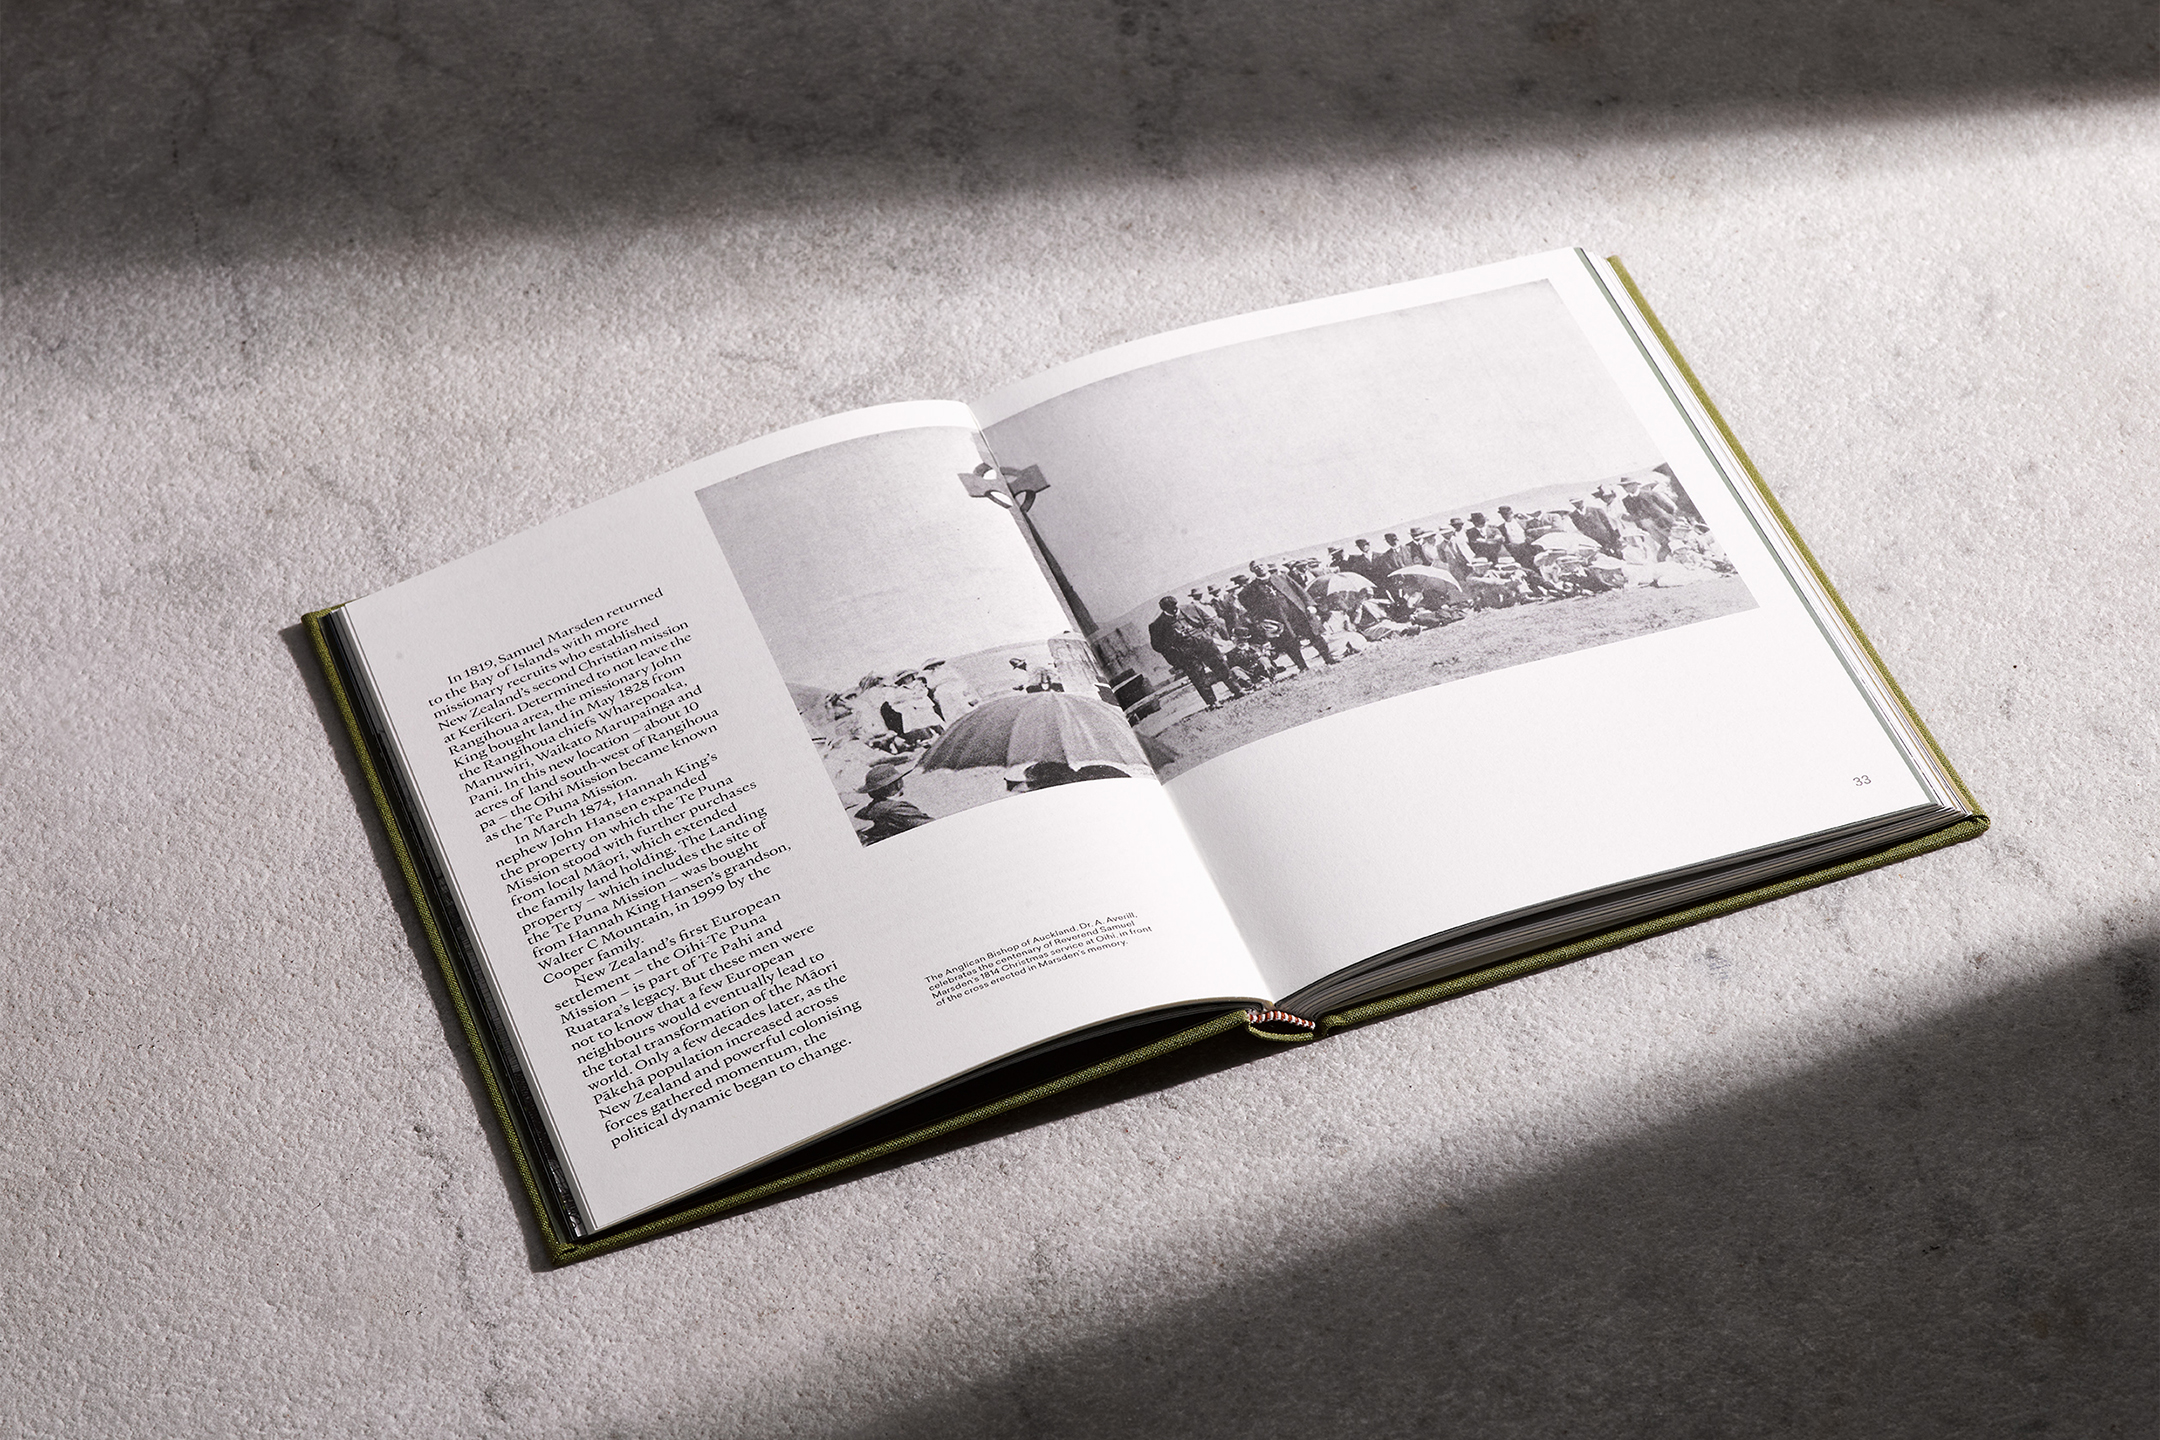 In 1819, Samuel Marsden returned
to the Bay of Islands with more
missionary recruits who established
New Zealand's second Christian mission
at Kerikeri. Determined to not leave the
Rangihoua area, the missionary John
King bought land in May 1828 from
the Rangihoua chiefs Wharepoaka,
Manuwiri, Waikato Marupainga and
Pani. In this new location – about 10
acres of land south-west of Rangihoua
pa – the Oihi Mission became known
as the Te Puna Mission.
In March 1874, Hannah King's
nephew John Hansen expanded
the property on which the Te Puna
Mission stood with further purchases
from local Māori, which extended
the family land holding. The Landing
property – which includes the site of
the Te Puna Mission – was bought
from Hannah King Hansen's grandson,
Walter C Mountain, in 1999 by the
Cooper family.
New Zealand's first European
settlement – the Oihi-Te Puna
Mission – is part of Te Pahi and
Ruatara's legacy. But these men were
not to know that a few European
neighbours would eventually lead to
the total transformation of the Māori
world. Only a few decades later, as the
Pākehā population increased across
New Zealand and powerful colonising
forces gathered momentum, the
political dynamic began to change.
The Anglican Bishop of Auckland, Dr. A. Averill,
celebrates the centenary of Reverend Samuel
Marsden's 1814 Christmas service at Oihi, in front
of the cross erected in Marsden's memory.
33